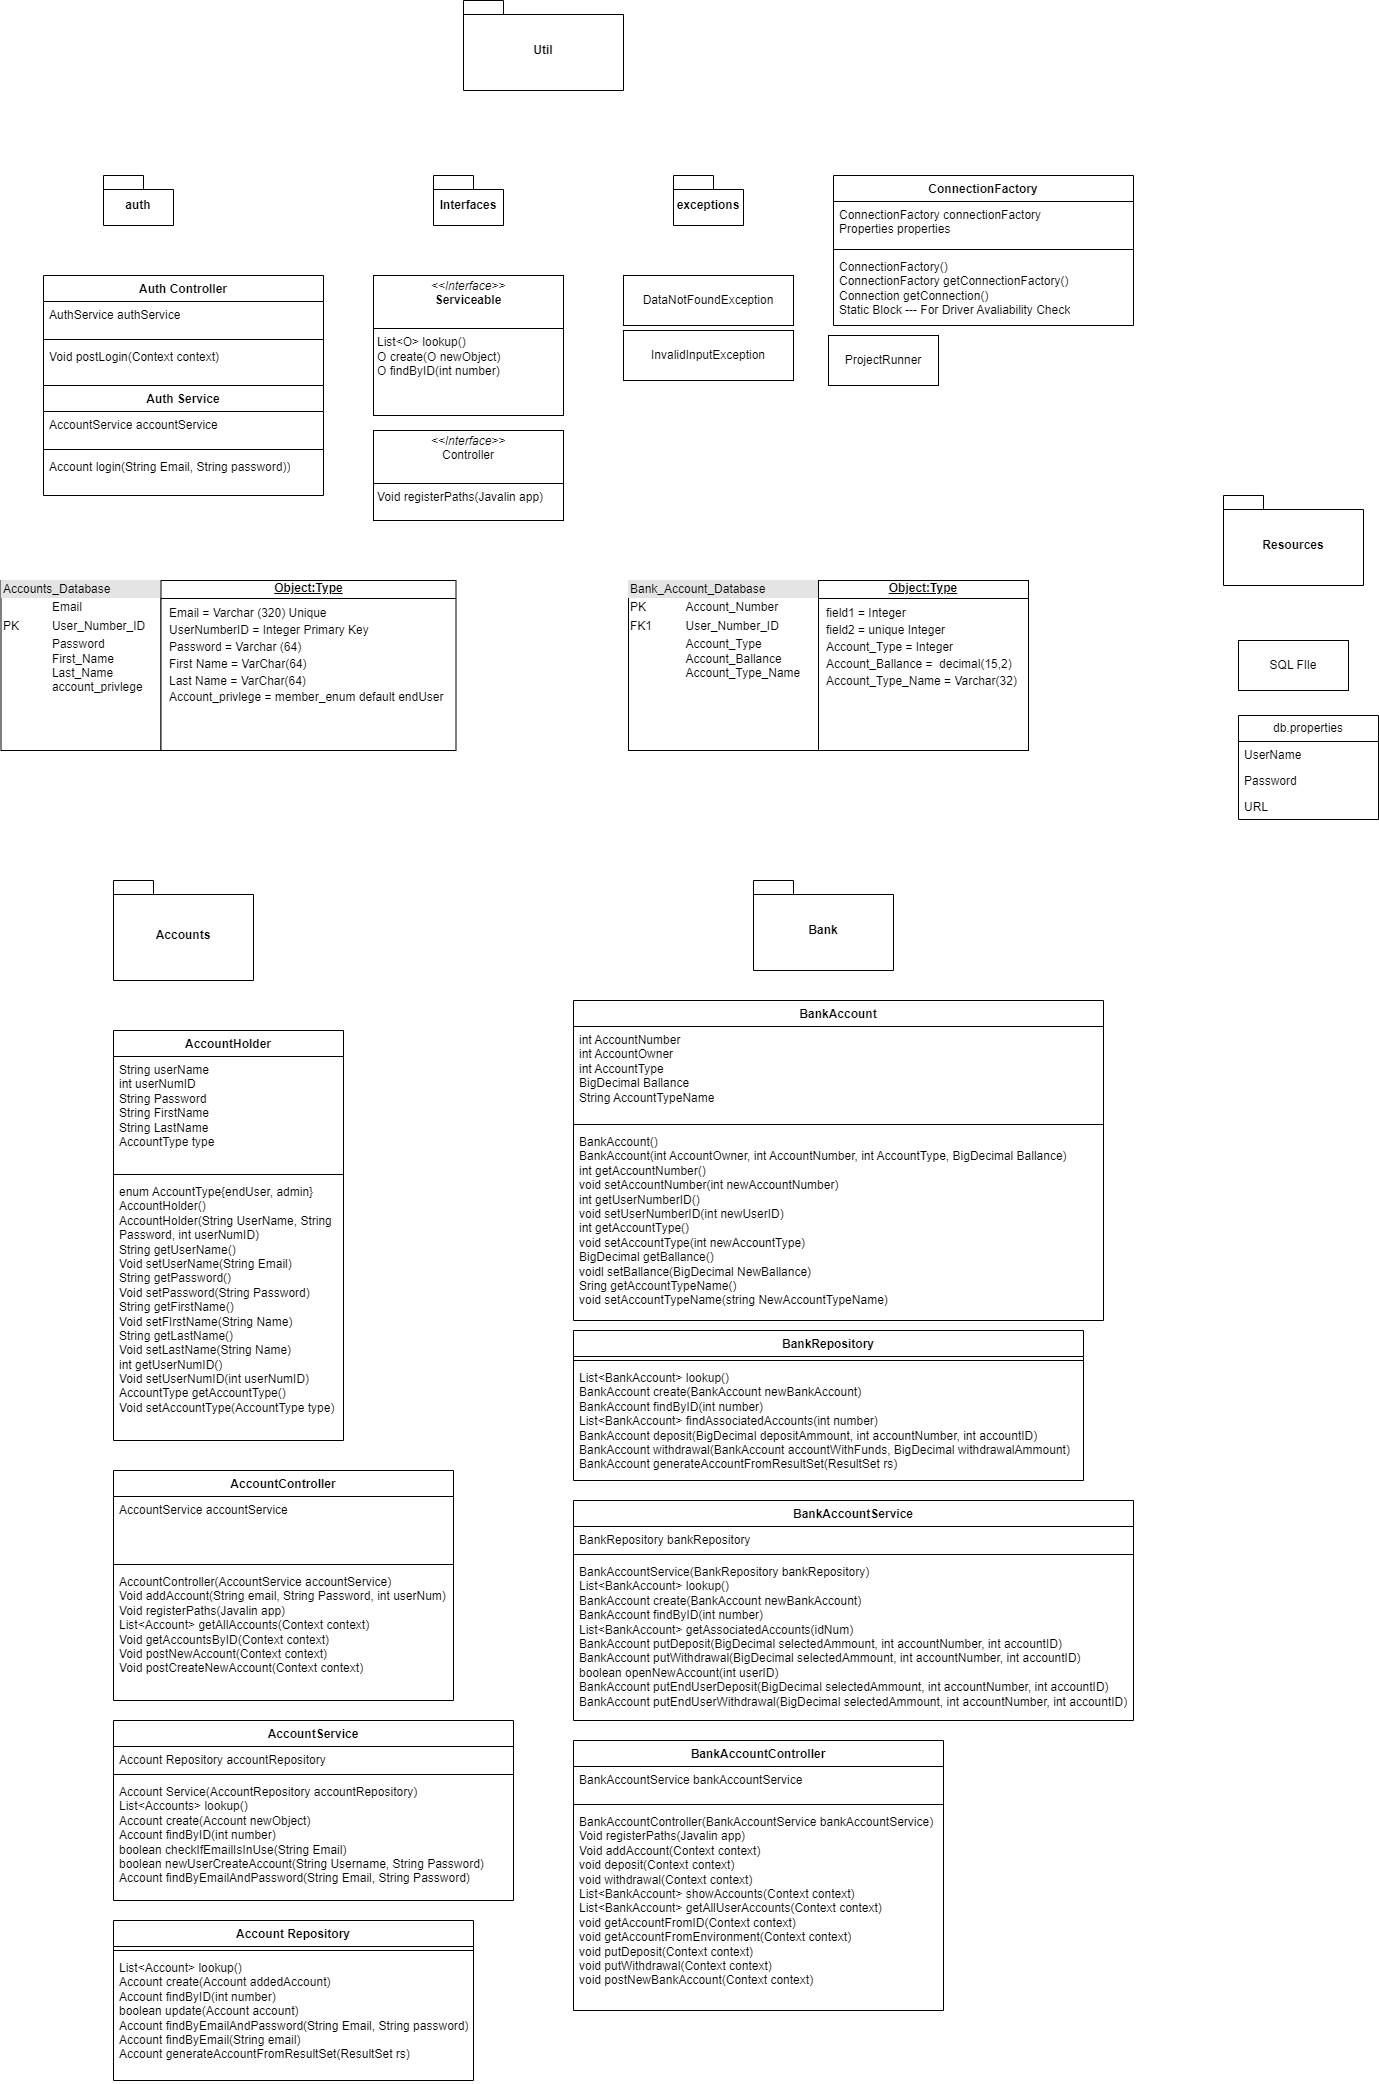 Util
auth
Interfaces
exceptions
ConnectionFactory
ConnectionFactory connectionFactory
Properties properties
ConnectionFactory()
ConnectionFactory getConnectionFactory()
Connection getConnection()
Static Block --- For Driver Avaliability Check
Auth Controller
AuthService authService
Void postLogin(Context context)
Auth Service
AccountService accountService
Account login(String Email, String password))
<<Interface>>
Serviceable
List<O> lookup()
O create(O newObject)
O findByID(int number)
<<Interface>>
Controller
Void registerPaths(Javalin app)
DataNotFoundException
InvalidInputException
ProjectRunner
Resources
SQL FIle
db.properties
UserName
Password
URL
Accounts_Database
Email
PK User_Number_ID
Password
First_Name
Last_Name
account_privlege
Object:Type
Email = Varchar (320) Unique
UserNumberID = Integer Primary Key
Password = Varchar (64)
First Name = VarChar(64)
Last Name = VarChar(64)
Account_privlege = member_enum default endUser
Bank_Account_Database
PK Account_Number
FK1 User_Number_ID
Account_Type
Account_Ballance
Account_Type_Name
Object:Type
field1 = Integer
field2 = unique Integer
Account_Type = Integer
Account_Ballance =  decimal(15,2)
Account_Type_Name = Varchar(32)
Accounts
AccountHolder
String userName
int userNumID
String Password
String FirstName
String LastName
AccountType type
enum AccountType{endUser, admin}
AccountHolder()
AccountHolder(String UserName, String
Password, int userNumID)
String getUserName()
Void setUserName(String Email)
String getPassword()
Void setPassword(String Password)
String getFirstName()
Void setFIrstName(String Name)
String getLastName()
Void setLastName(String Name)
int getUserNumID()
Void setUserNumID(int userNumID)
AccountType getAccountType()
Void setAccountType(AccountType type)
AccountController
AccountService accountService
AccountController(AccountService accountService)
Void addAccount(String email, String Password, int userNum)
Void registerPaths(Javalin app)
List<Account> getAllAccounts(Context context)
Void getAccountsByID(Context context)
Void postNewAccount(Context context)
Void postCreateNewAccount(Context context)
AccountService
Account Repository accountRepository
Account Service(AccountRepository accountRepository)
List<Accounts> lookup()
Account create(Account newObject)
Account findByID(int number)
boolean checkIfEmailIsInUse(String Email)
boolean newUserCreateAccount(String Username, String Password)
Account findByEmailAndPassword(String Email, String Password)
Account Repository
List<Account> lookup()
Account create(Account addedAccount)
Account findByID(int number)
boolean update(Account account)
Account findByEmailAndPassword(String Email, String password)
Account findByEmail(String email)
Account generateAccountFromResultSet(ResultSet rs)
Bank
BankAccount
int AccountNumber
int AccountOwner
int AccountType
BigDecimal Ballance
String AccountTypeName
BankAccount()
BankAccount(int AccountOwner, int AccountNumber, int AccountType, BigDecimal Ballance)
int getAccountNumber()
void setAccountNumber(int newAccountNumber)
int getUserNumberID()
void setUserNumberID(int newUserID)
int getAccountType()
void setAccountType(int newAccountType)
BigDecimal getBallance()
voidl setBallance(BigDecimal NewBallance)
Sring getAccountTypeName()
void setAccountTypeName(string NewAccountTypeName)
BankRepository
List<BankAccount> lookup()
BankAccount create(BankAccount newBankAccount)
BankAccount findByID(int number)
List<BankAccount> findAssociatedAccounts(int number)
BankAccount deposit(BigDecimal depositAmmount, int accountNumber, int accountID)
BankAccount withdrawal(BankAccount accountWithFunds, BigDecimal withdrawalAmmount)
BankAccount generateAccountFromResultSet(ResultSet rs)
BankAccountService
BankRepository bankRepository
BankAccountService(BankRepository bankRepository)
List<BankAccount> lookup()
BankAccount create(BankAccount newBankAccount)
BankAccount findByID(int number)
List<BankAccount> getAssociatedAccounts(idNum)
BankAccount putDeposit(BigDecimal selectedAmmount, int accountNumber, int accountID)
BankAccount putWithdrawal(BigDecimal selectedAmmount, int accountNumber, int accountID)
boolean openNewAccount(int userID)
BankAccount putEndUserDeposit(BigDecimal selectedAmmount, int accountNumber, int accountID)
BankAccount putEndUserWithdrawal(BigDecimal selectedAmmount, int accountNumber, int accountID)
BankAccountController
BankAccountService bankAccountService
BankAccountController(BankAccountService bankAccountService)
Void registerPaths(Javalin app)
Void addAccount(Context context)
void deposit(Context context)
void withdrawal(Context context)
List<BankAccount> showAccounts(Context context)
List<BankAccount> getAllUserAccounts(Context context)
void getAccountFromID(Context context)
void getAccountFromEnvironment(Context context)
void putDeposit(Context context)
void putWithdrawal(Context context)
void postNewBankAccount(Context context)